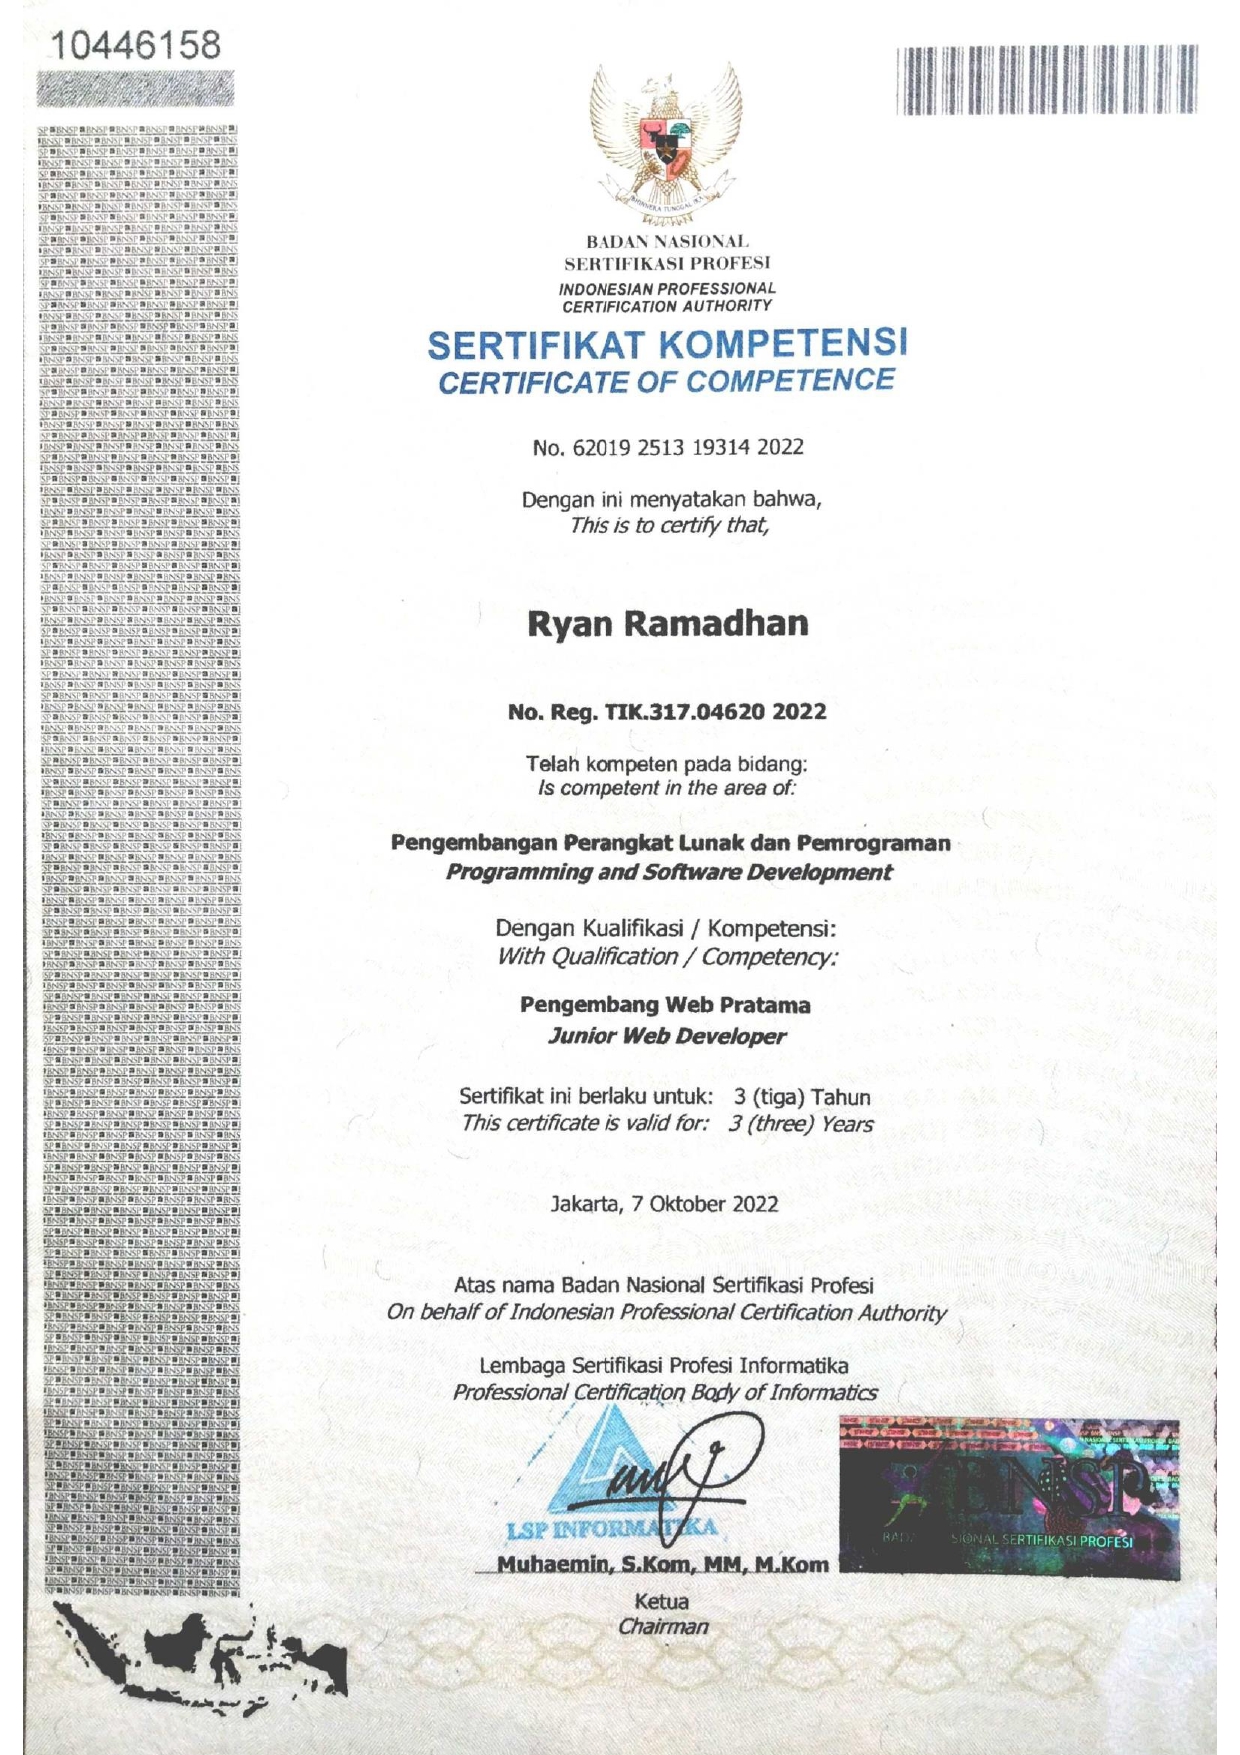 10446158
BHINNEKA TUNGGAL IKA
BADAN NASIONAL
SERTIFIKASI PROFESI
INDONESIAN PROFESSIONAL
CERTIFICATION AUTHORITY
SERTIFIKAT KOMPETENSI
CERTIFICATE OF COMPETENCE
No. 62019 2513 19314 2022
Dengan ini menyatakan bahwa,
This is to certify that,
Ryan Ramadhan
No. Reg. TIK.317.04620 2022
Telah kompeten pada bidang:
Is competent in the area of:
Pengembangan Perangkat Lunak dan Pemrograman
Programming and Software Development
Dengan Kualifikasi / Kompetensi:
With Qualification / Competency:
Pengembang Web Pratama
Junior Web Developer
Sertifikat ini berlaku untuk: 3 (tiga) Tahun
This certificate is valid for: 3 (three) Years
Jakarta, 7 Oktober 2022
Atas nama Badan Nasional Sertifikasi Profesi
On behalf of Indonesian Professional Certification Authority
Lembaga Sertifikasi Profesi Informatika
Professional Certification Body of Informatics
LSP INFORMATIKA
BNSP
SERTIFIKASI PROFESI
Muhaemin, S.Kom, MM, M.Kom
Ketua
Chairman